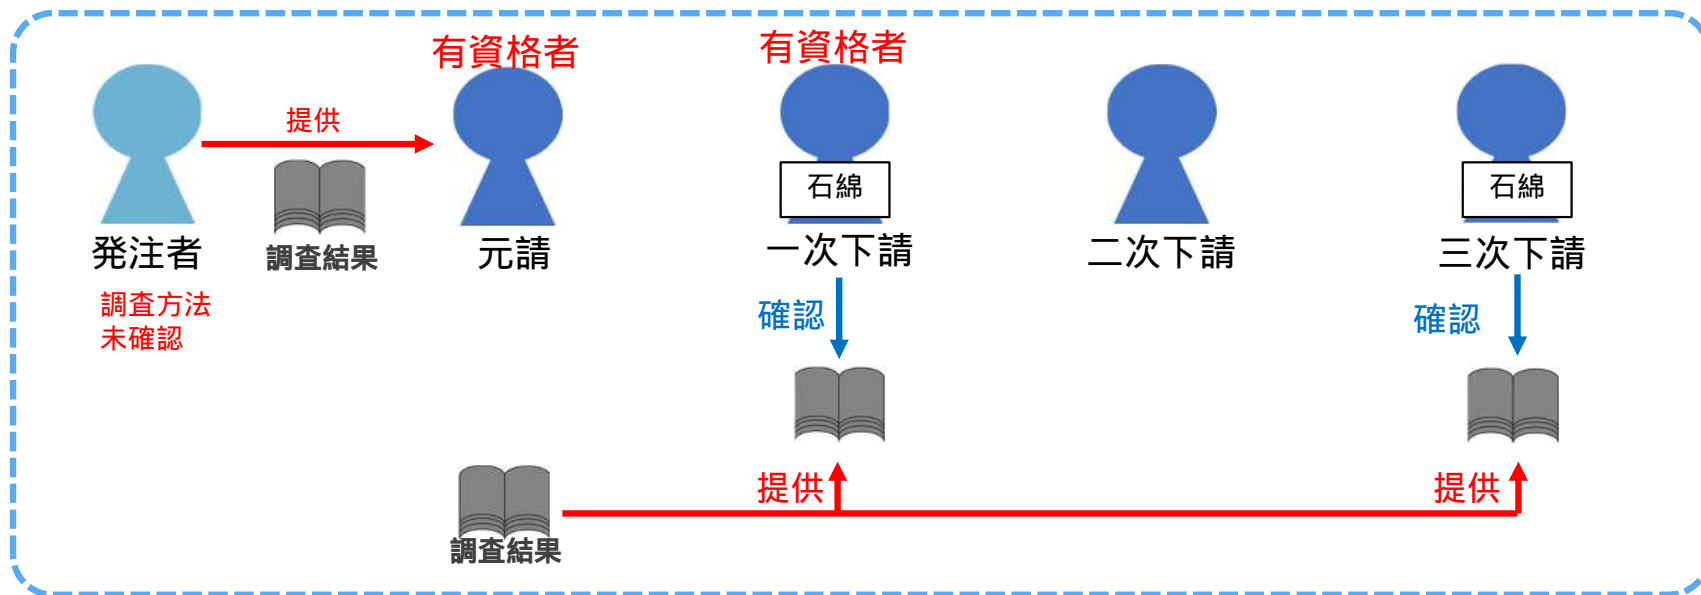 有資格者
有資格者
提供
石綿
石綿
発注者
調査結果
元請
一次下請
二次下請
三次下請
調査方法
未確認
確認
確認
提供
提供
調査結果